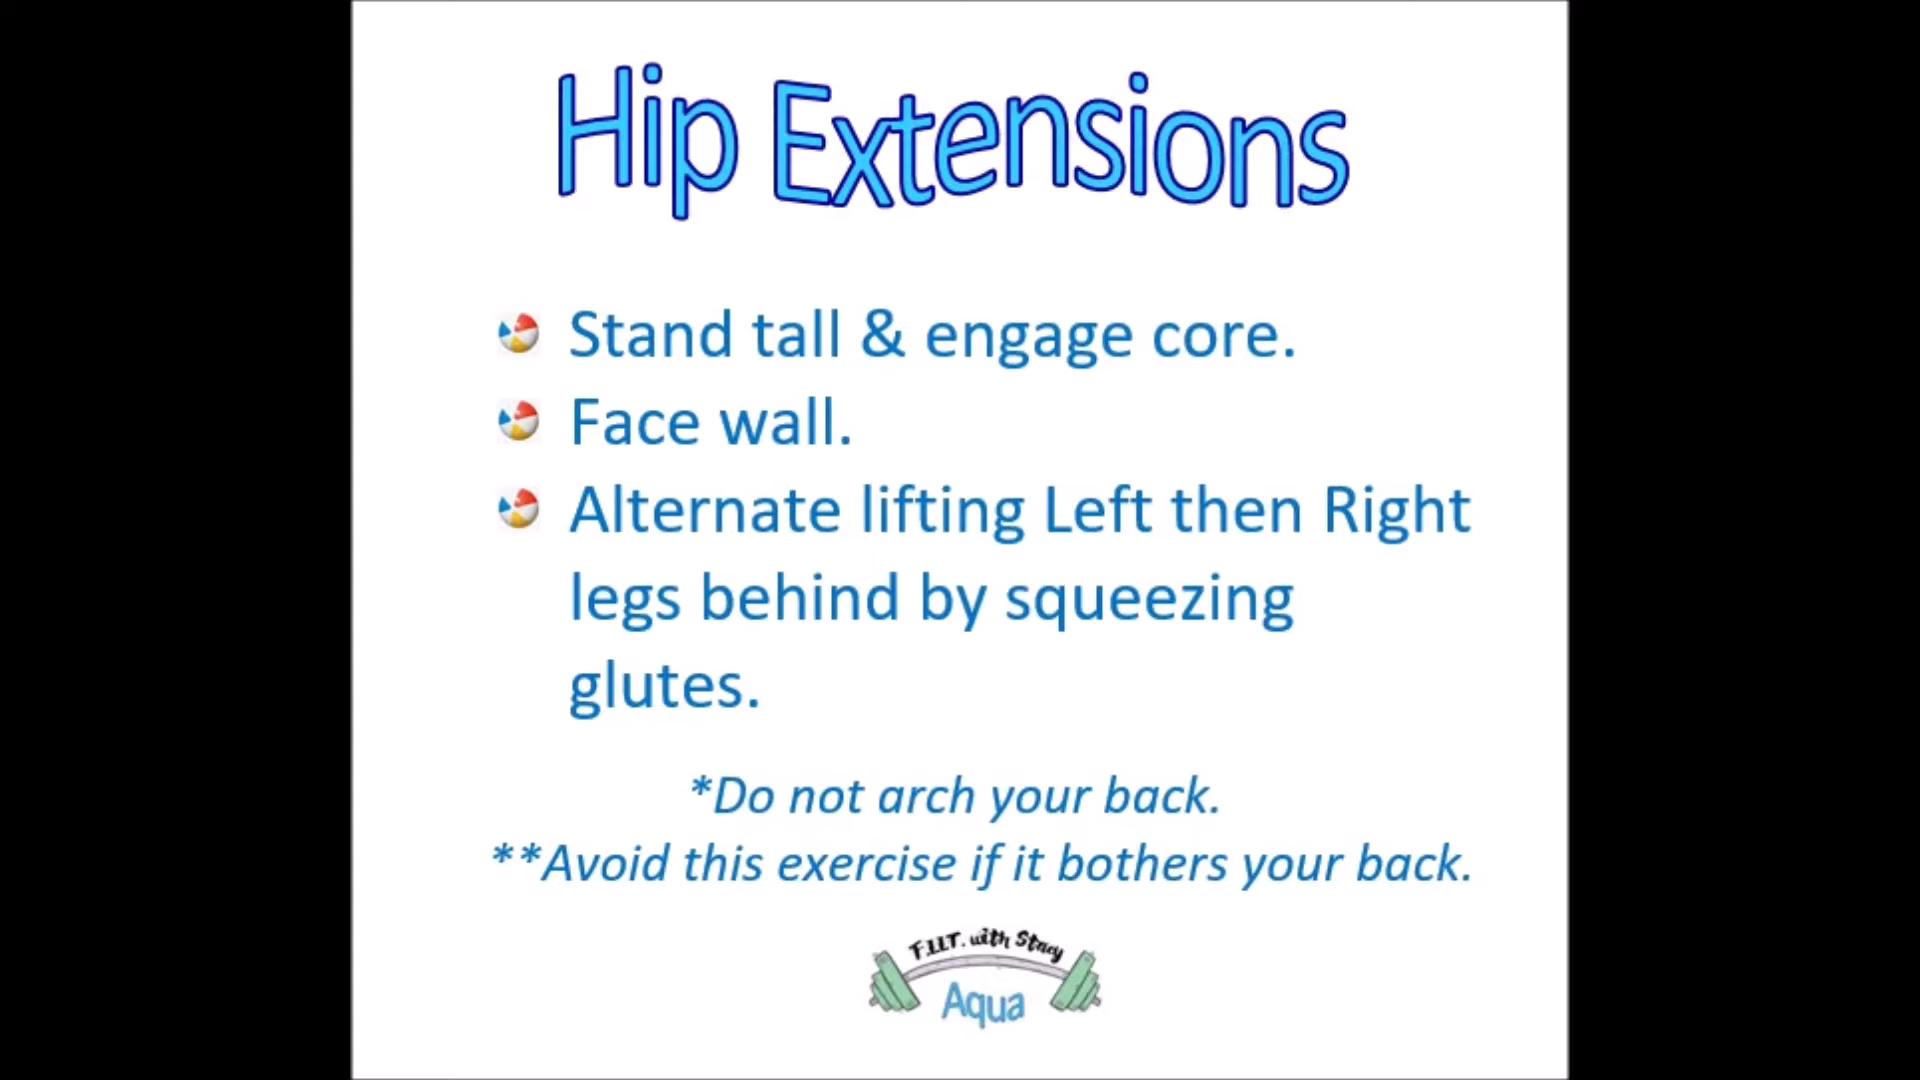 Hip Extensions
Stand tall & engage core.
Face wall.
Alternate lifting Left then Right
legs behind by squeezing
glutes.
*Do not arch your back.
**Avoid this exercise if it bothers your back.
F.I.I.T. with Stacy
Aqua